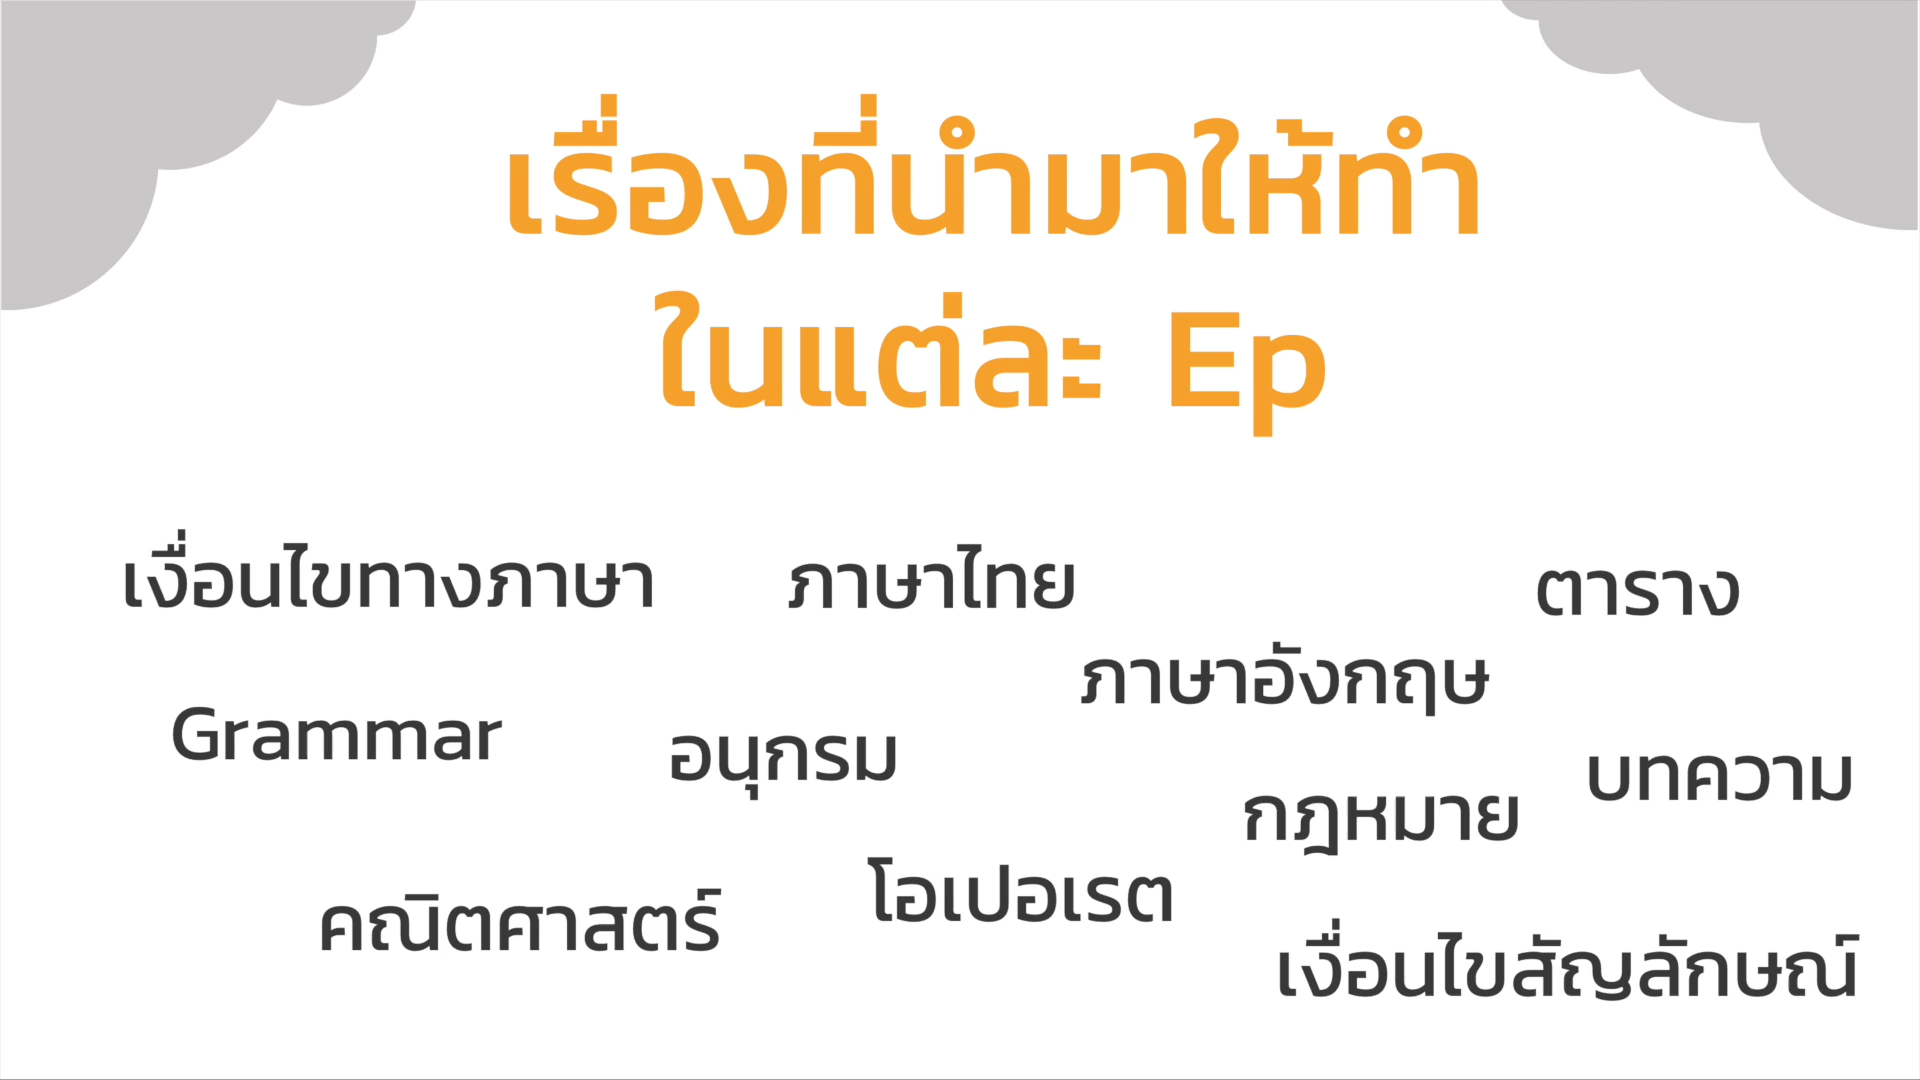 เรื่องที่นำมาให้ทำ
ในแต่ละ Ep
เงื่อนไขทางภาษา
ภาษาไทย
ตาราง
ภาษาอังกฤษ
Grammar
อนุกรม
บทความ
กฎหมาย
คณิตศาสตร์
โอเปอเรต
เงื่อนไขสัญลักษณ์